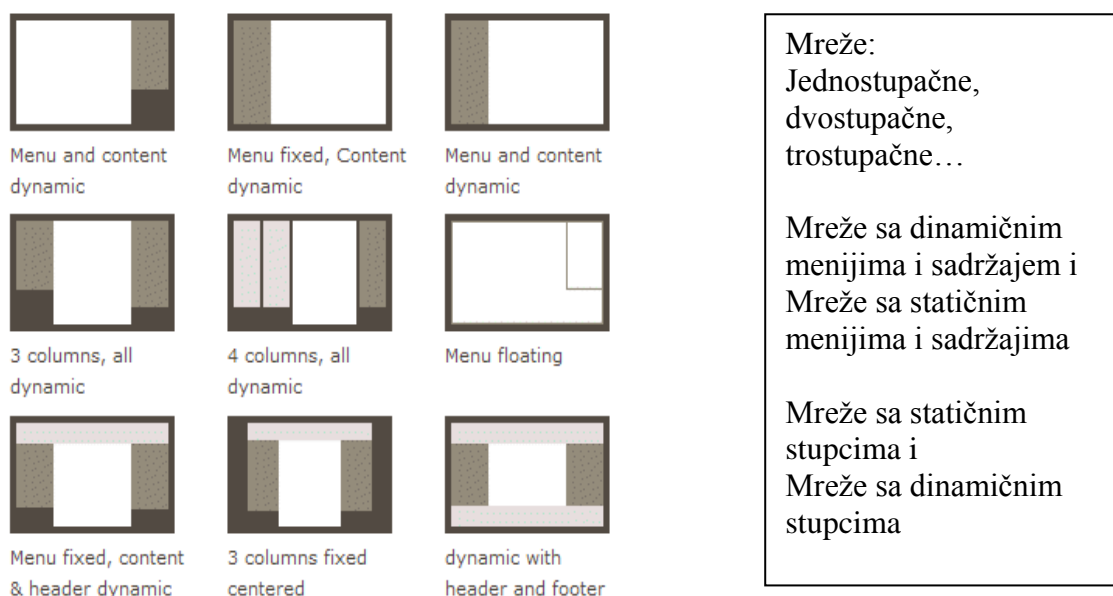 Menu and content
dynamic
Menu fixed, Content
dynamic
Menu and content
dynamic
3 columns, all
dynamic
4 columns, all
dynamic
Menu floating
Menu fixed, content
& header dynamic
3 columns fixed
centered
dynamic with
header and footer
Mreže:
Jednostupačne,
dvostupačne,
trostupačne…
Mreže sa dinamičnim
menijima i sadržajem i
Mreže sa statičnim
menijima i sadržajima
Mreže sa statičnim
stupcima i
Mreže sa dinamičnim
stupcima